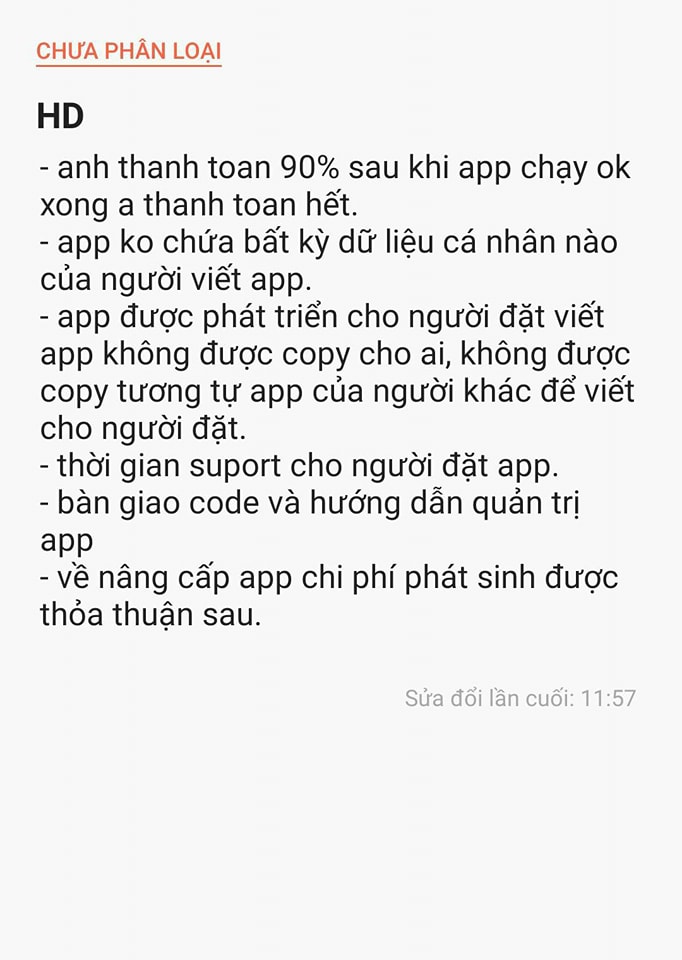 CHƯA PHÂN LOẠI
HD
- anh thanh toan 90% sau khi app chạy ok
xong a thanh toan hết.
- app ko chứa bất kỳ dữ liệu cá nhân nào
của người viết app.
- app được phát triển cho người đặt viết
app không được copy cho ai, không được
copy tương tự app của người khác để viết
cho người đặt.
- thời gian suport cho người đặt app.
- bàn giao code và hướng dẫn quản trị
app
- về nâng cấp app chi phí phát sinh được
thỏa thuận sau.
Sửa đổi lần cuối: 11:57